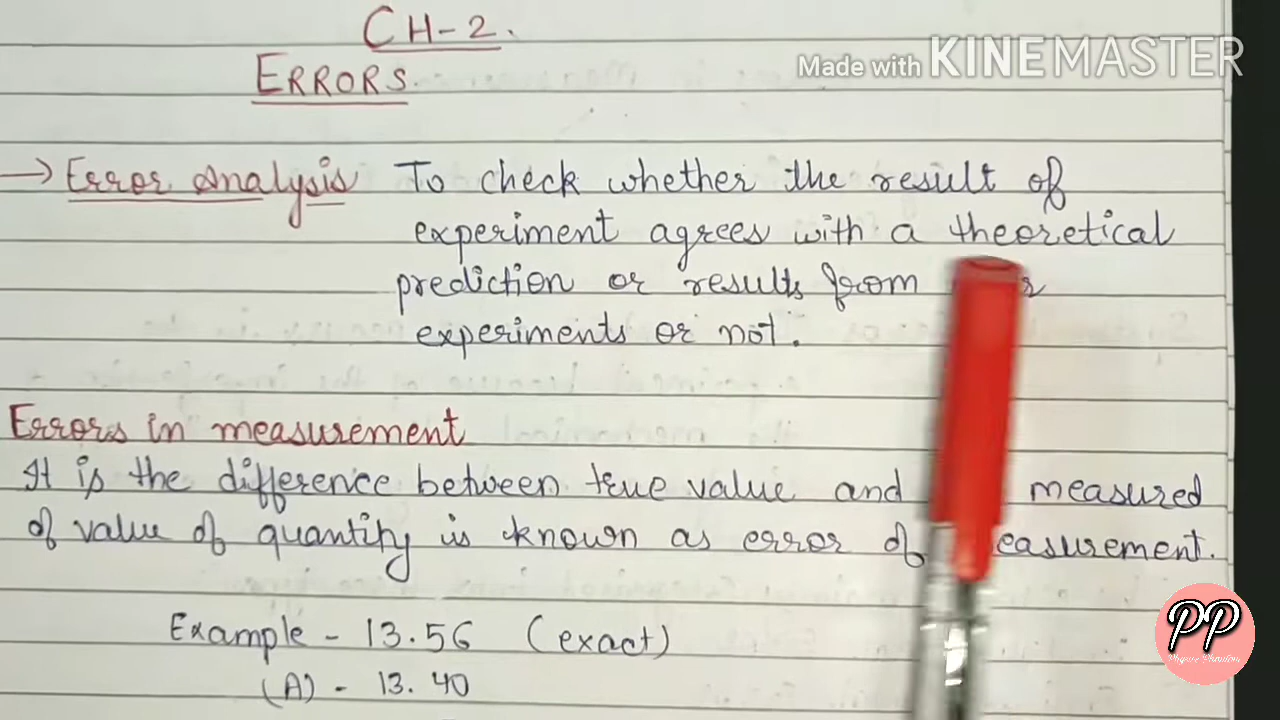 CH-2.
ERRORS.
Made with KINEMASTER
→ Error analysis To check whether the result of
experiment agrees with a theoretical
prediction or results from
experiments or not.
Errors in measurement
It is the difference between true value and measured
of value of quantity is known as error of measurement.
Example - 13.56 (exact)
(A) - 13.40
PP